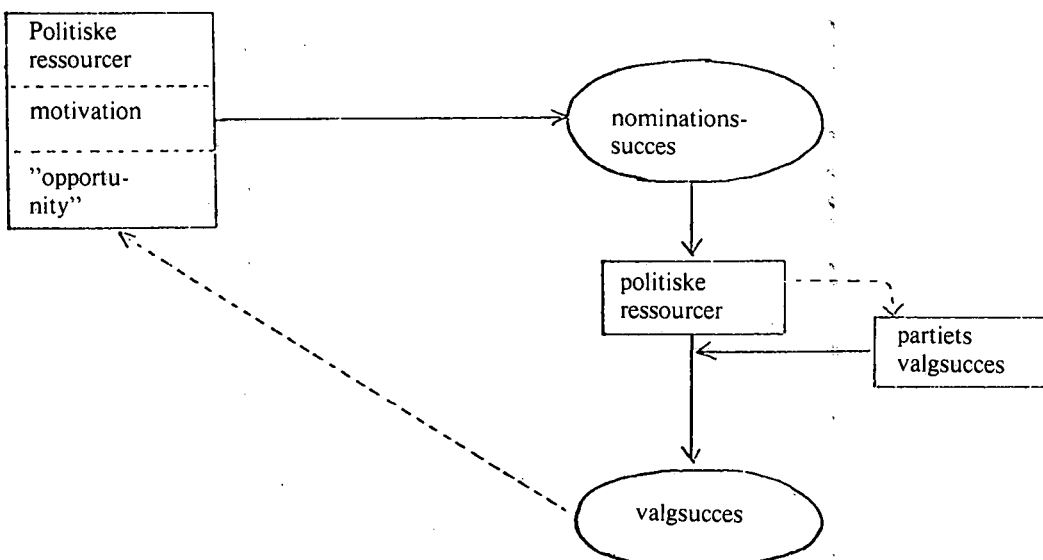 Politiske
ressourcer
motivation
"opportu-
nity"
nominations-
succes
politiske
ressourcer
partiets
valgsucces
valgsucces